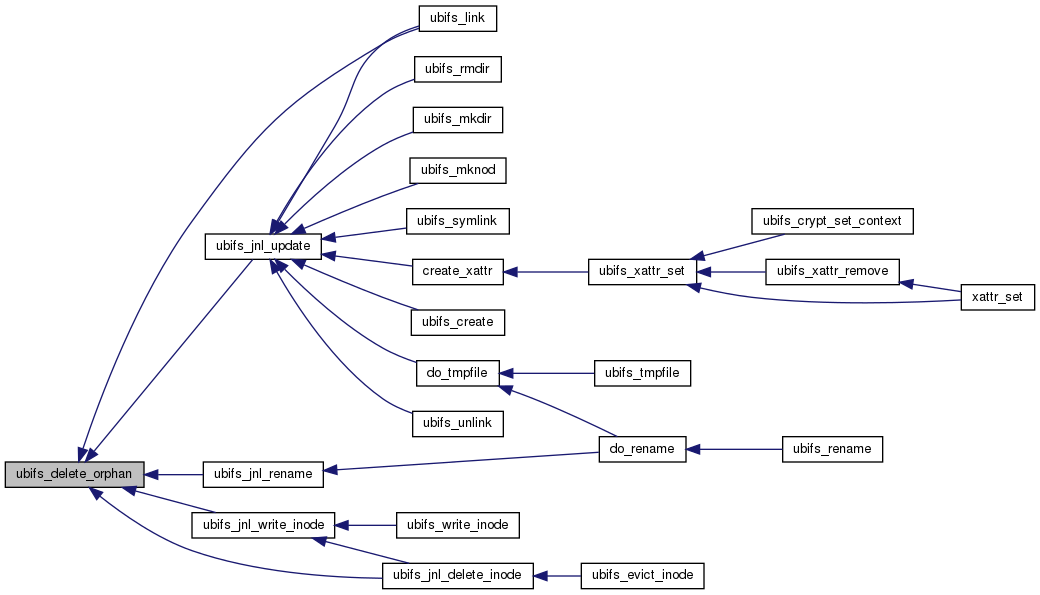 ubifs_link
ubifs_rmdir
ubifs_mkdir
ubifs_mknod
ubifs_symlink
ubifs_crypt_set_context
ubifs_jnl_update
create_xattr
ubifs_xattr_set
ubifs_xattr_remove
xattr_set
ubifs_create
do_tmpfile
ubifs_tmpfile
ubifs_unlink
do_rename
ubifs_rename
ubifs_delete_orphan
ubifs_jnl_rename
ubifs_jnl_write_inode
ubifs_write_inode
ubifs_jnl_delete_inode
ubifs_evict_inode